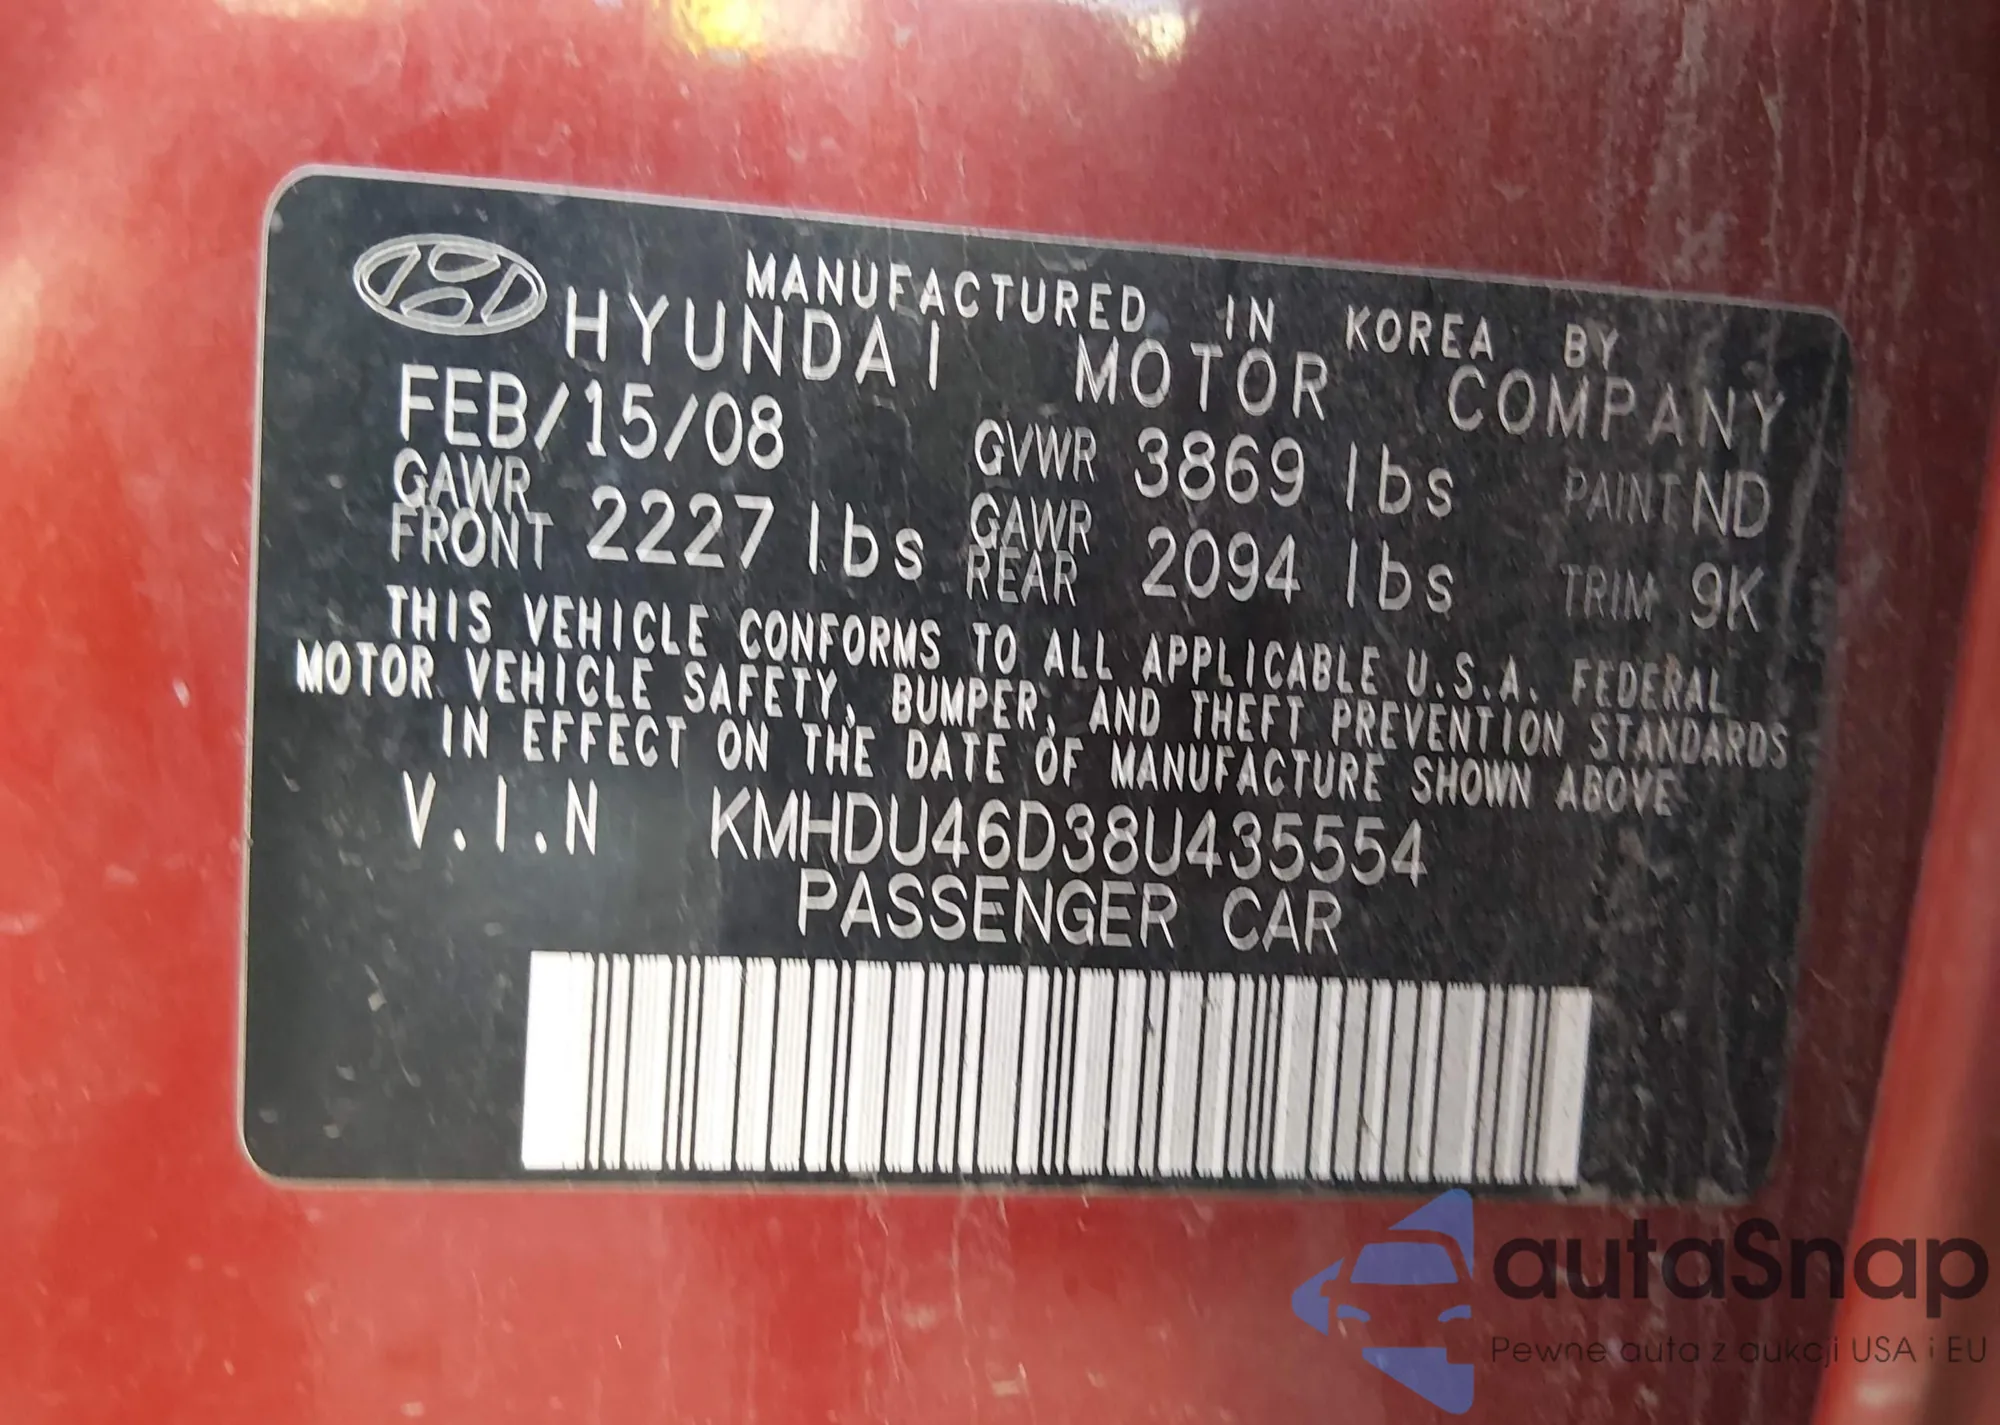 MANUFACTURED IN KOREA BY
HYUNDAI MOTOR COMPANY
FEB/15/08 GVWR 3869 lbs PAINT ND
GAWR FRONT 2227 lbs GAWR REAR 2094 lbs TRIM 9K
THIS VEHICLE CONFORMS TO ALL APPLICABLE U.S.A. FEDERAL
MOTOR VEHICLE SAFETY, BUMPER, AND THEFT PREVENTION STANDARDS
IN EFFECT ON THE DATE OF MANUFACTURE SHOWN ABOVE
V.I.N KMHDU46D38U435554
PASSENGER CAR
autaSnap
Pewne auta z aukcji USA i EU